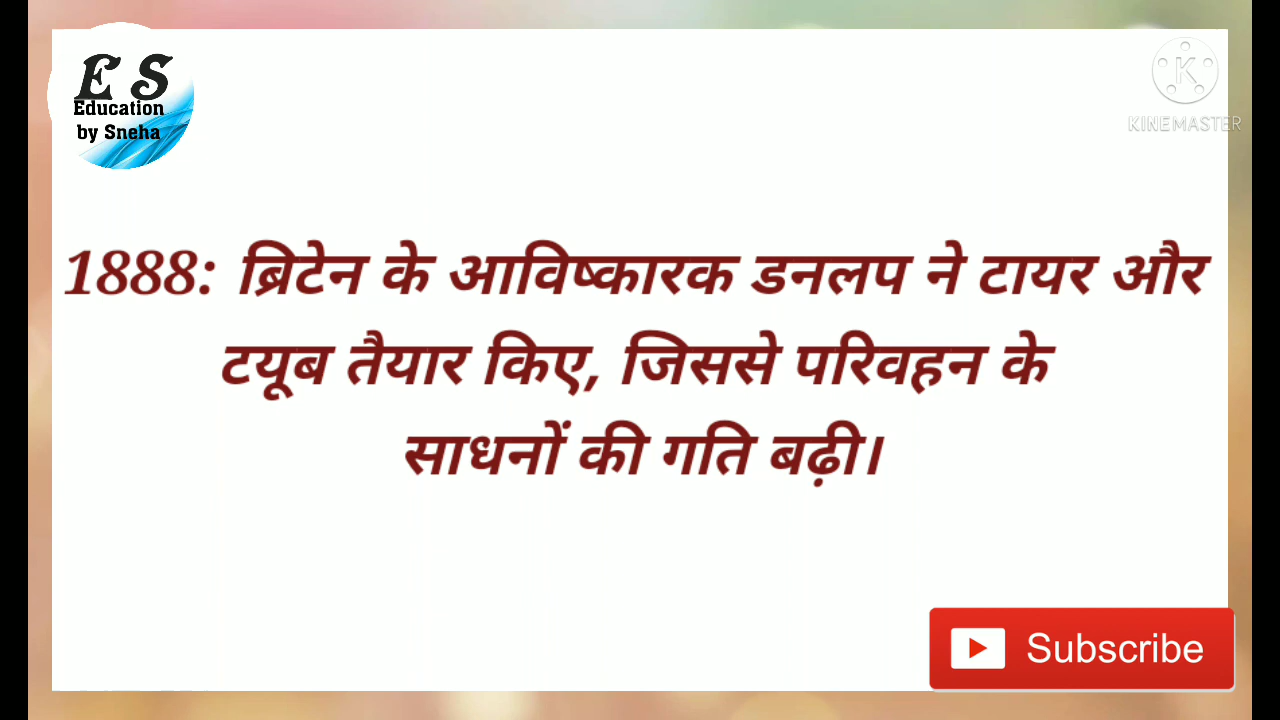 E S
Education
by Sneha
K
KINEMASTER
1888: ब्रिटेन के आविष्कारक डनलप ने टायर और
टयूब तैयार किए, जिससे परिवहन के
साधनों की गति बढ़ी।
Subscribe